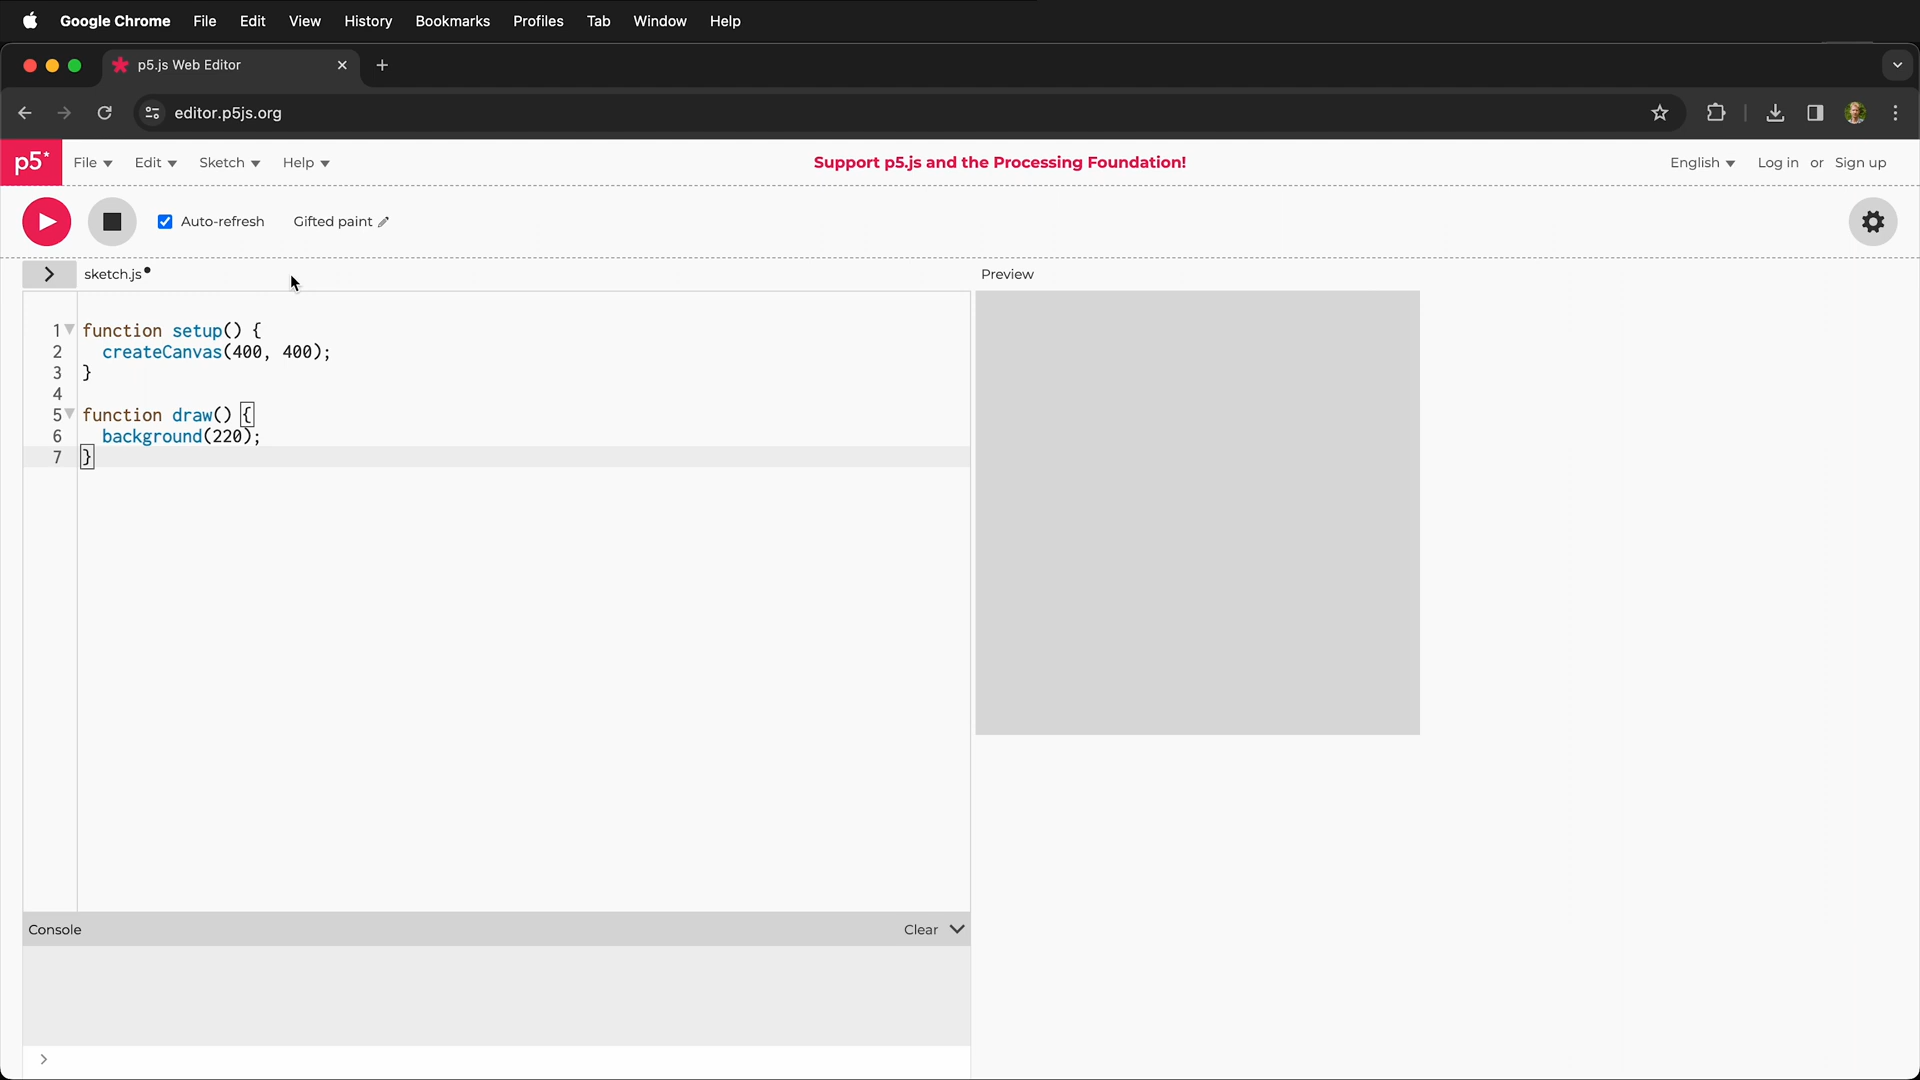 Google Chrome File Edit View History Bookmarks Profiles Tab Window Help
p5.js Web Editor
editor.p5js.org
p5* File Edit Sketch Help Support p5.js and the Processing Foundation! English Log in or Sign up
Auto-refresh Gifted paint
sketch.js Preview
1 function setup() {
2 createCanvas(400, 400);
3 }
4
5 function draw() {
6 background(220);
7 }
Console Clear
>